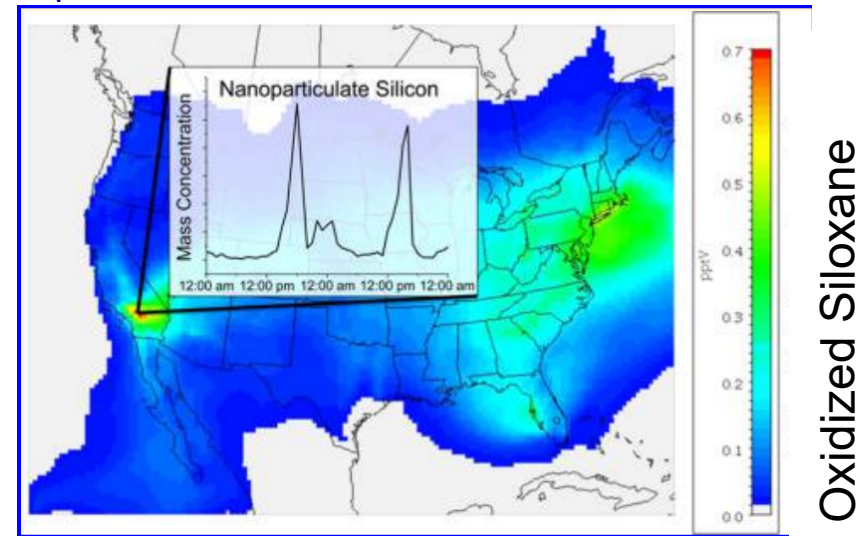 Nanoparticulate Silicon
Mass Concentration
12:00 am 12:00 pm 12:00 am 12:00 pm 12:00 am
0.7
0.6
0.5
0.4
0.3
0.2
0.1
0.0
pptV
Oxidized Siloxane